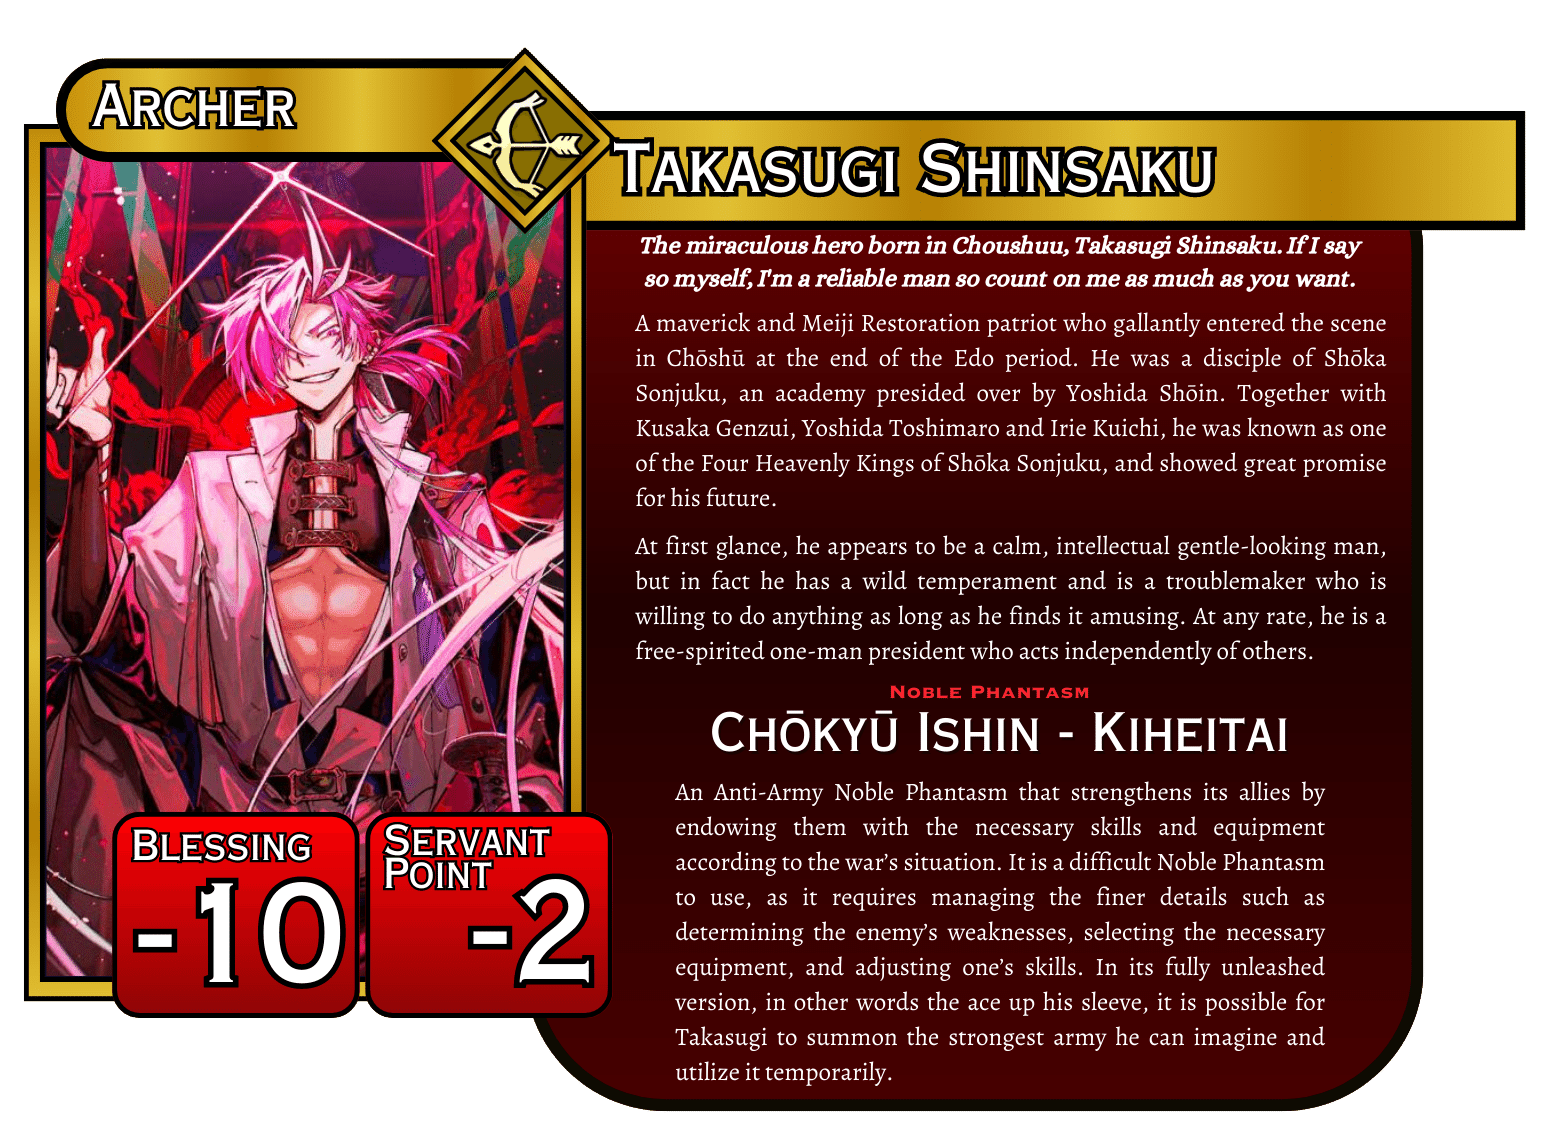 Archer
Takasugi Shinsaku
The miraculous hero born in Choushuu, Takasugi Shinsaku. If I say
so myself, I'm a reliable man so count on me as much as you want.
A maverick and Meiji Restoration patriot who gallantly entered the scene
in Chōshū at the end of the Edo period. He was a disciple of Shōka
Sonjuku, an academy presided over by Yoshida Shōin. Together with
Kusaka Genzui, Yoshida Toshimaro and Irie Kuichi, he was known as one
of the Four Heavenly Kings of Shōka Sonjuku, and showed great promise
for his future.
At first glance, he appears to be a calm, intellectual gentle-looking man,
but in fact he has a wild temperament and is a troublemaker who is
willing to do anything as long as he finds it amusing. At any rate, he is a
free-spirited one-man president who acts independently of others.
Noble Phantasm
Chōkyū Ishin - Kiheitai
An Anti-Army Noble Phantasm that strengthens its allies by
endowing them with the necessary skills and equipment
according to the war’s situation. It is a difficult Noble Phantasm
to use, as it requires managing the finer details such as
determining the enemy’s weaknesses, selecting the necessary
equipment, and adjusting one’s skills. In its fully unleashed
version, in other words the ace up his sleeve, it is possible for
Takasugi to summon the strongest army he can imagine and
utilize it temporarily.
Blessing
-10
Servant
Point
-2